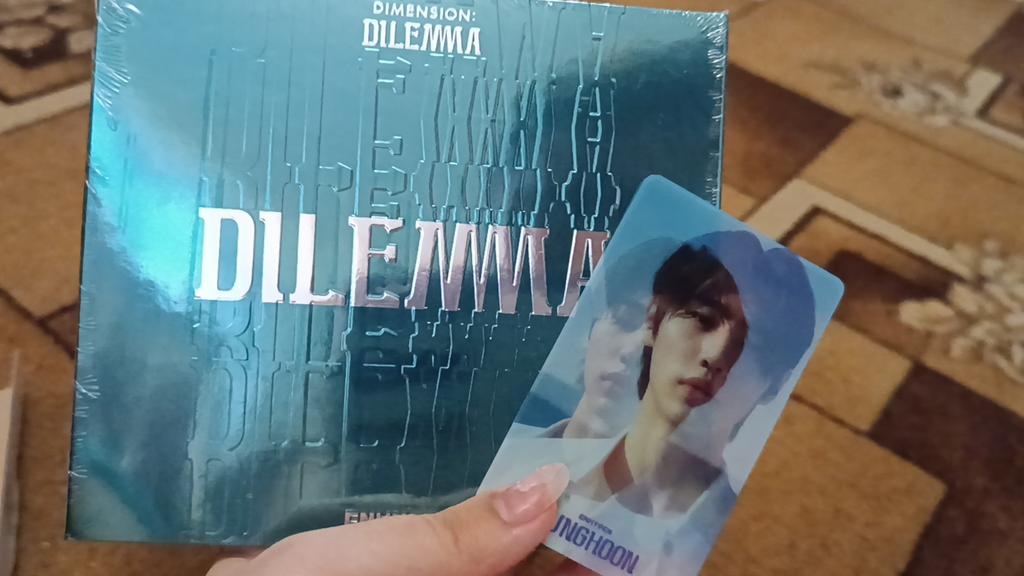 DIMENSION:
DILEMMA
DILEMMA
ENHYPEN
UNGHOON